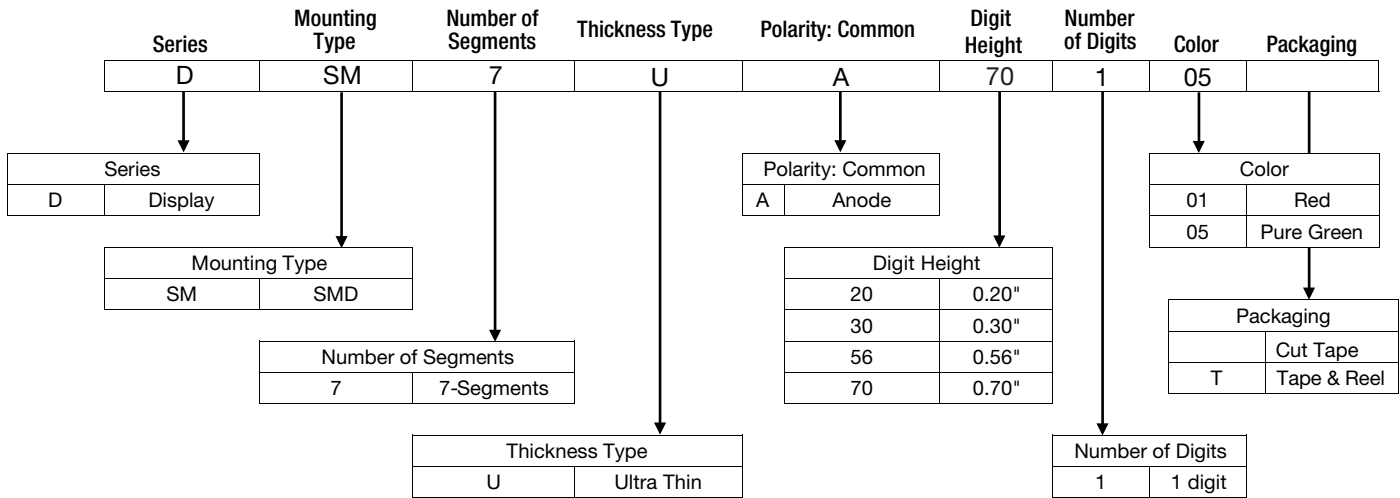 Series Mounting Type Number of Segments Thickness Type Polarity: Common Digit Height Number of Digits Color Packaging
D SM 7 U A 70 1 05
Series
D Display
Polarity: Common
A Anode
Color
01 Red
05 Pure Green
Mounting Type
SM SMD
Digit Height
20 0.20"
30 0.30"
56 0.56"
70 0.70"
Packaging
Cut Tape
T Tape & Reel
Number of Segments
7 7-Segments
Thickness Type
U Ultra Thin
Number of Digits
1 1 digit